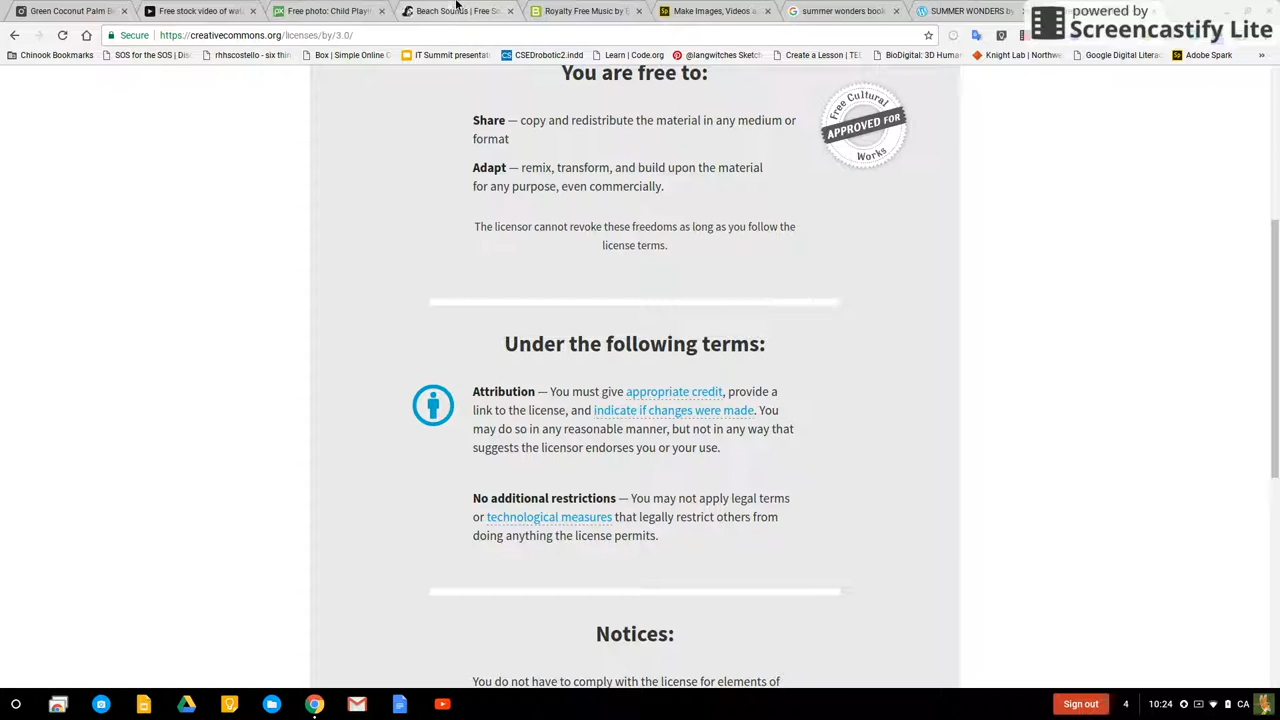 powered by
Screencastify Lite
Green Coconut Palm Be
Free stock video of wal
Free photo: Child Playin
Beach Sounds | Free So
Royalty Free Music by B
Make Images, Videos a
summer wonders book
SUMMER WONDERS by
Secure
https://creativecommons.org/licenses/by/3.0/
Chinook Bookmarks
SOS for the SOS | Disc
rhhscostello - six thin
Box | Simple Online C
IT Summit presentat
CSEDrobotic2.indd
Learn | Code.org
@langwitches Sketch
Create a Lesson | TED
BioDigital: 3D Human
Knight Lab | Northwe
Google Digital Literac
Adobe Spark
»
You are free to:
Free Cultural
APPROVED FOR
Works
Share — copy and redistribute the material in any medium or
format
Adapt — remix, transform, and build upon the material
for any purpose, even commercially.
The licensor cannot revoke these freedoms as long as you follow the
license terms.
Under the following terms:
Attribution — You must give appropriate credit, provide a
link to the license, and indicate if changes were made. You
may do so in any reasonable manner, but not in any way that
suggests the licensor endorses you or your use.
No additional restrictions — You may not apply legal terms
or technological measures that legally restrict others from
doing anything the license permits.
Notices:
You do not have to comply with the license for elements of
Sign out
4
10:24
CA